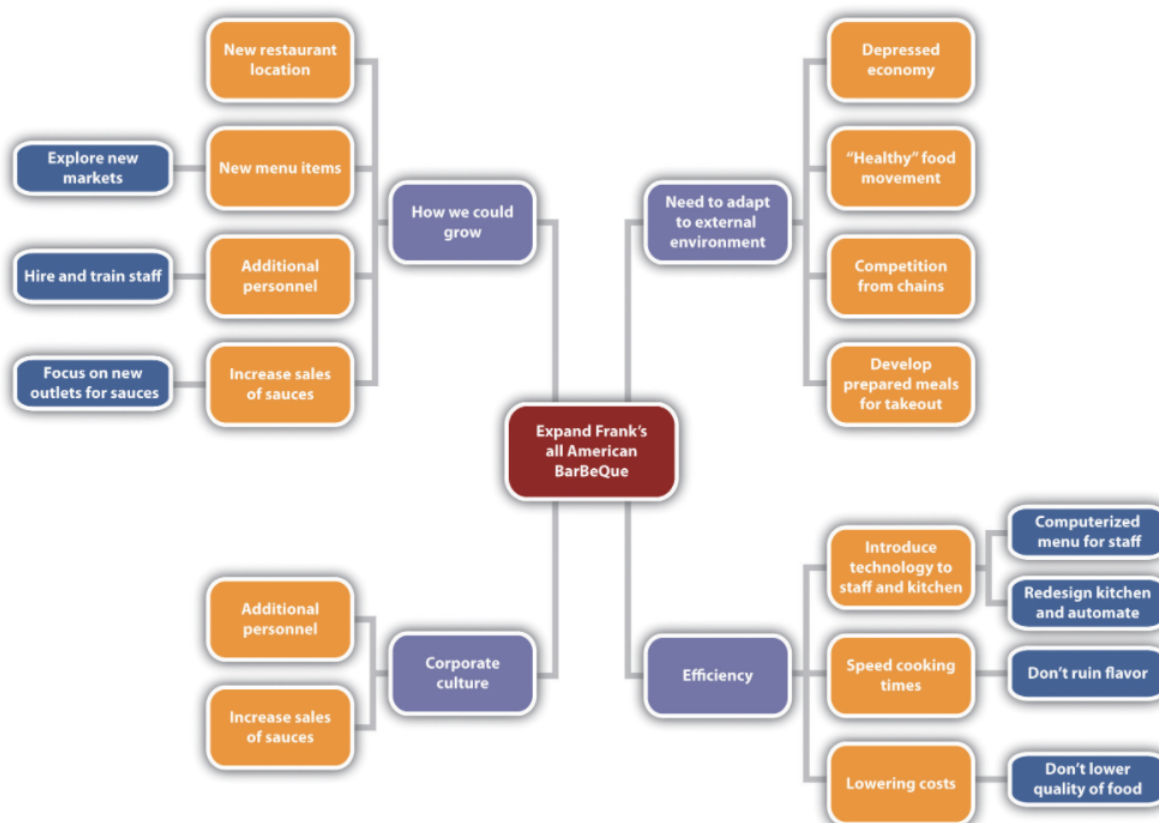 New restaurant
location
Explore new
markets
New menu items
How we could
grow
Hire and train staff
Additional
personnel
Focus on new
outlets for sauces
Increase sales
of sauces
Depressed
economy
“Healthy” food
movement
Need to adapt
to external
environment
Competition
from chains
Develop
prepared meals
for takeout
Expand Frank’s
all American
BarBeQue
Additional
personnel
Corporate
culture
Increase sales
of sauces
Introduce
technology to
staff and kitchen
Computerized
menu for staff
Redesign kitchen
and automate
Efficiency
Speed cooking
times
Don’t ruin flavor
Lowering costs
Don’t lower
quality of food